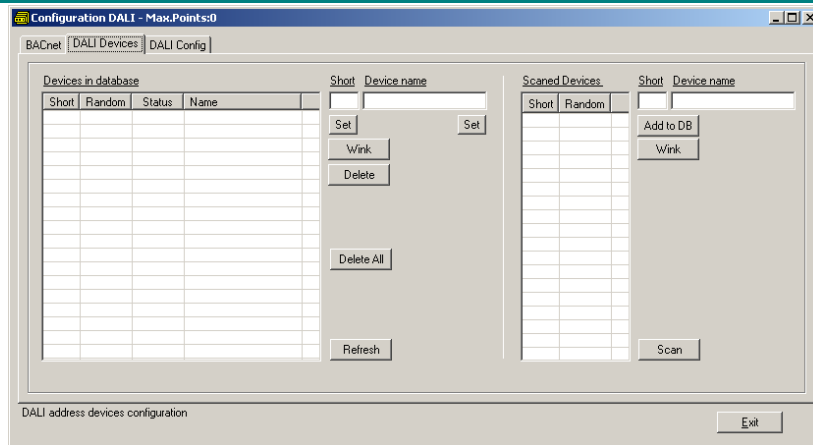 Configuration DALI - Max.Points:0
BACnet DALI Devices DALI Config
Devices in database Short Device name Scaned Devices Short Device name
Short Random Status Name Short Random
Set Set Add to DB
Wink Wink
Delete
Delete All
Refresh Scan
DALI address devices configuration
Exit